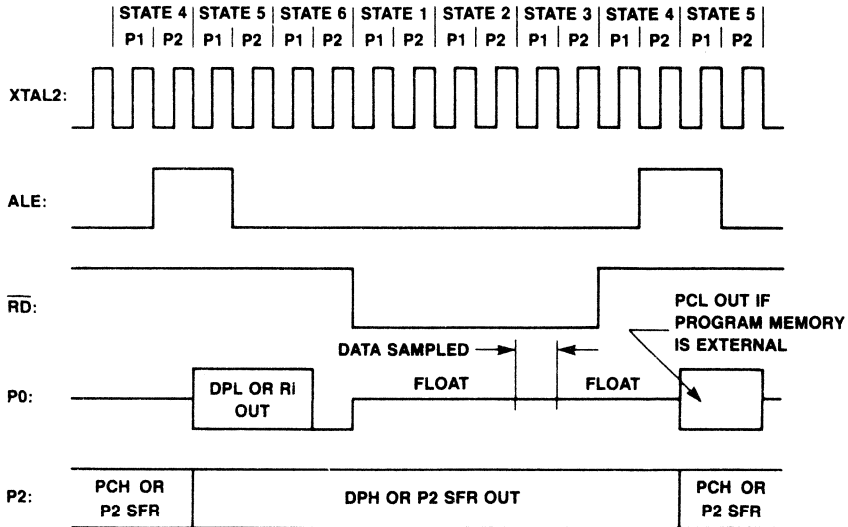 STATE 4 STATE 5 STATE 6 STATE 1 STATE 2 STATE 3 STATE 4 STATE 5
P1 P2 P1 P2 P1 P2 P1 P2 P1 P2 P1 P2 P1 P2 P1 P2
XTAL2:
ALE:
RD:
PCL OUT IF
PROGRAM MEMORY
IS EXTERNAL
DATA SAMPLED
P0:
DPL OR Ri
OUT
FLOAT
FLOAT
P2:
PCH OR
P2 SFR
DPH OR P2 SFR OUT
PCH OR
P2 SFR